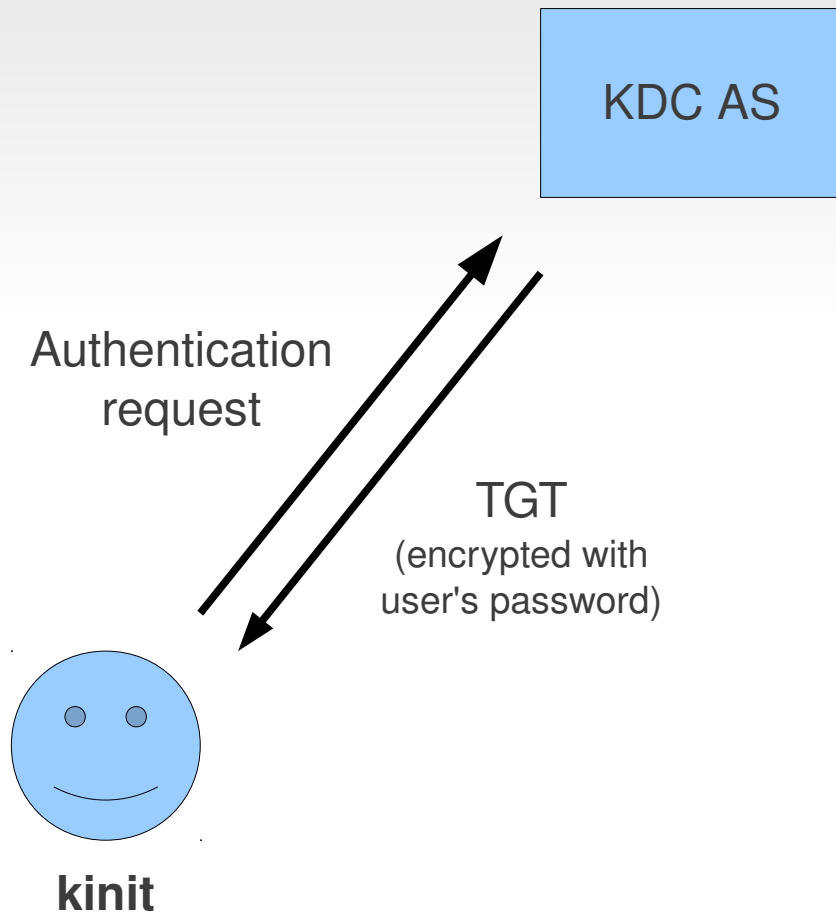 KDC AS
Authentication
request
TGT
(encrypted with
user's password)
kinit